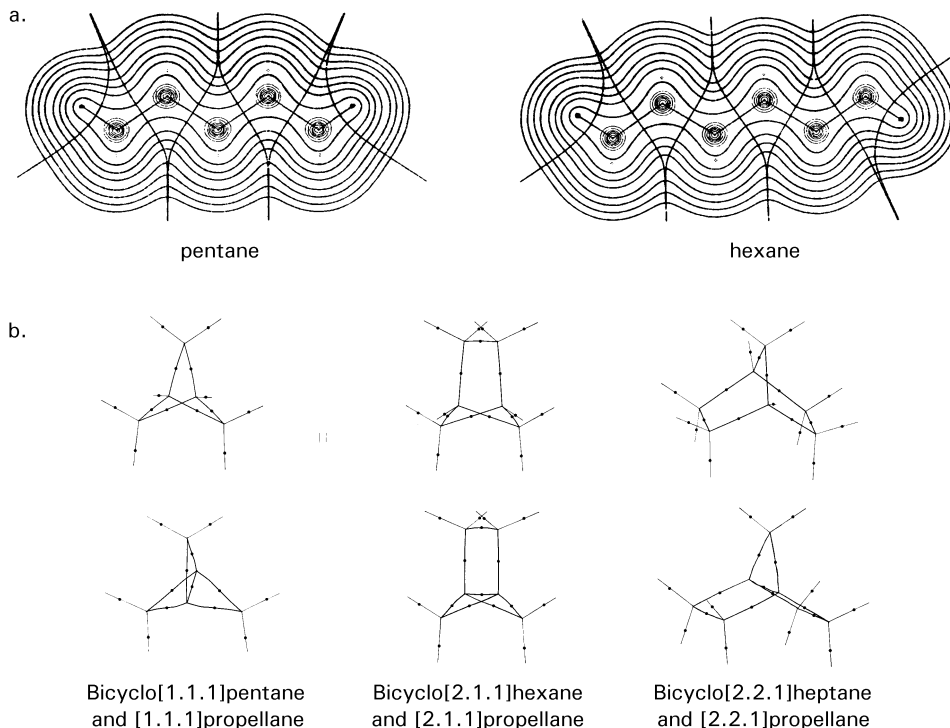 a.
pentane
hexane
b.
Bicyclo[1.1.1]pentane
and [1.1.1]propellane
Bicyclo[2.1.1]hexane
and [2.1.1]propellane
Bicyclo[2.2.1]heptane
and [2.2.1]propellane